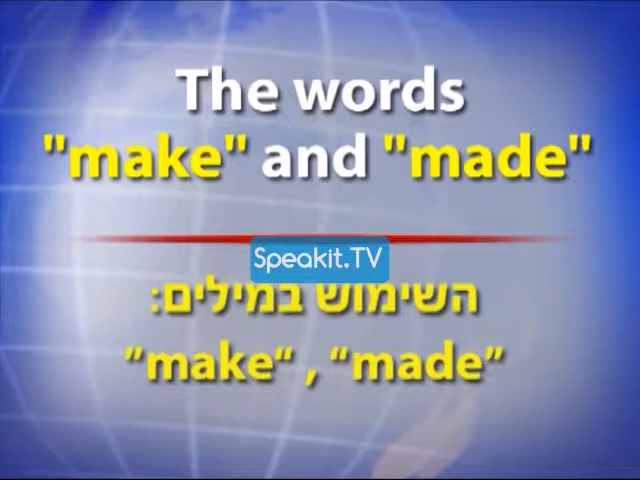 The words
"make" and "made"
Speakit.TV
השימוש במילים:
”make“ , “made”